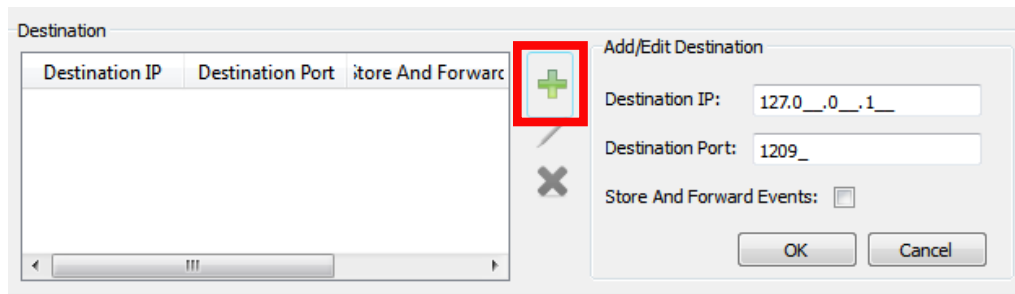 Destination
Destination IP Destination Port Store And Forward
Add/Edit Destination
Destination IP: 127.0__.0__.1__
Destination Port: 1209_
Store And Forward Events:
OK Cancel